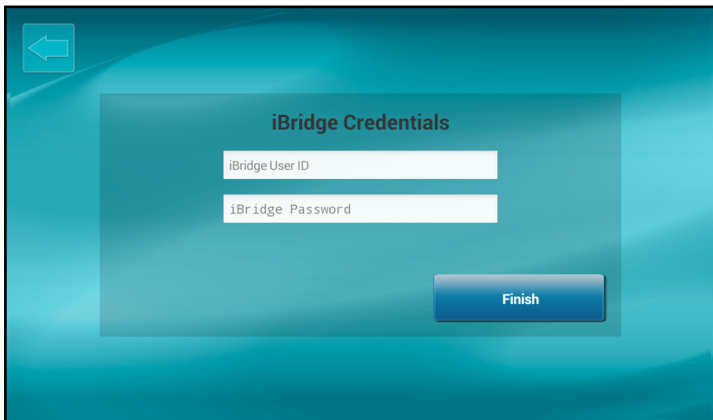 iBridge Credentials
iBridge User ID
iBridge Password
Finish